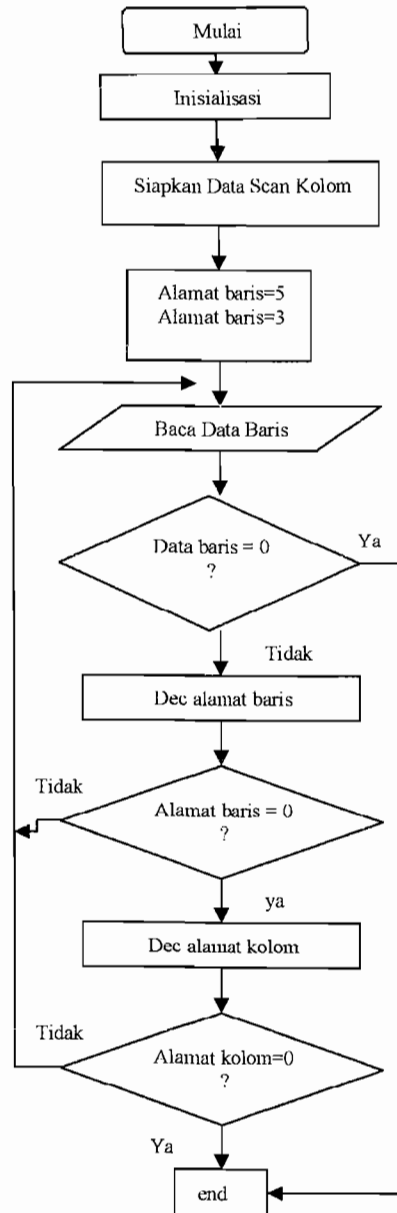 Mulai
Inisialisasi
Siapkan Data Scan Kolom
Alamat baris=5
Alamat baris=3
Baca Data Baris
Data baris = 0
?
Ya
Tidak
Dec alamat baris
Tidak
Alamat baris = 0
?
ya
Dec alamat kolom
Tidak
Alamat kolom=0
?
Ya
end